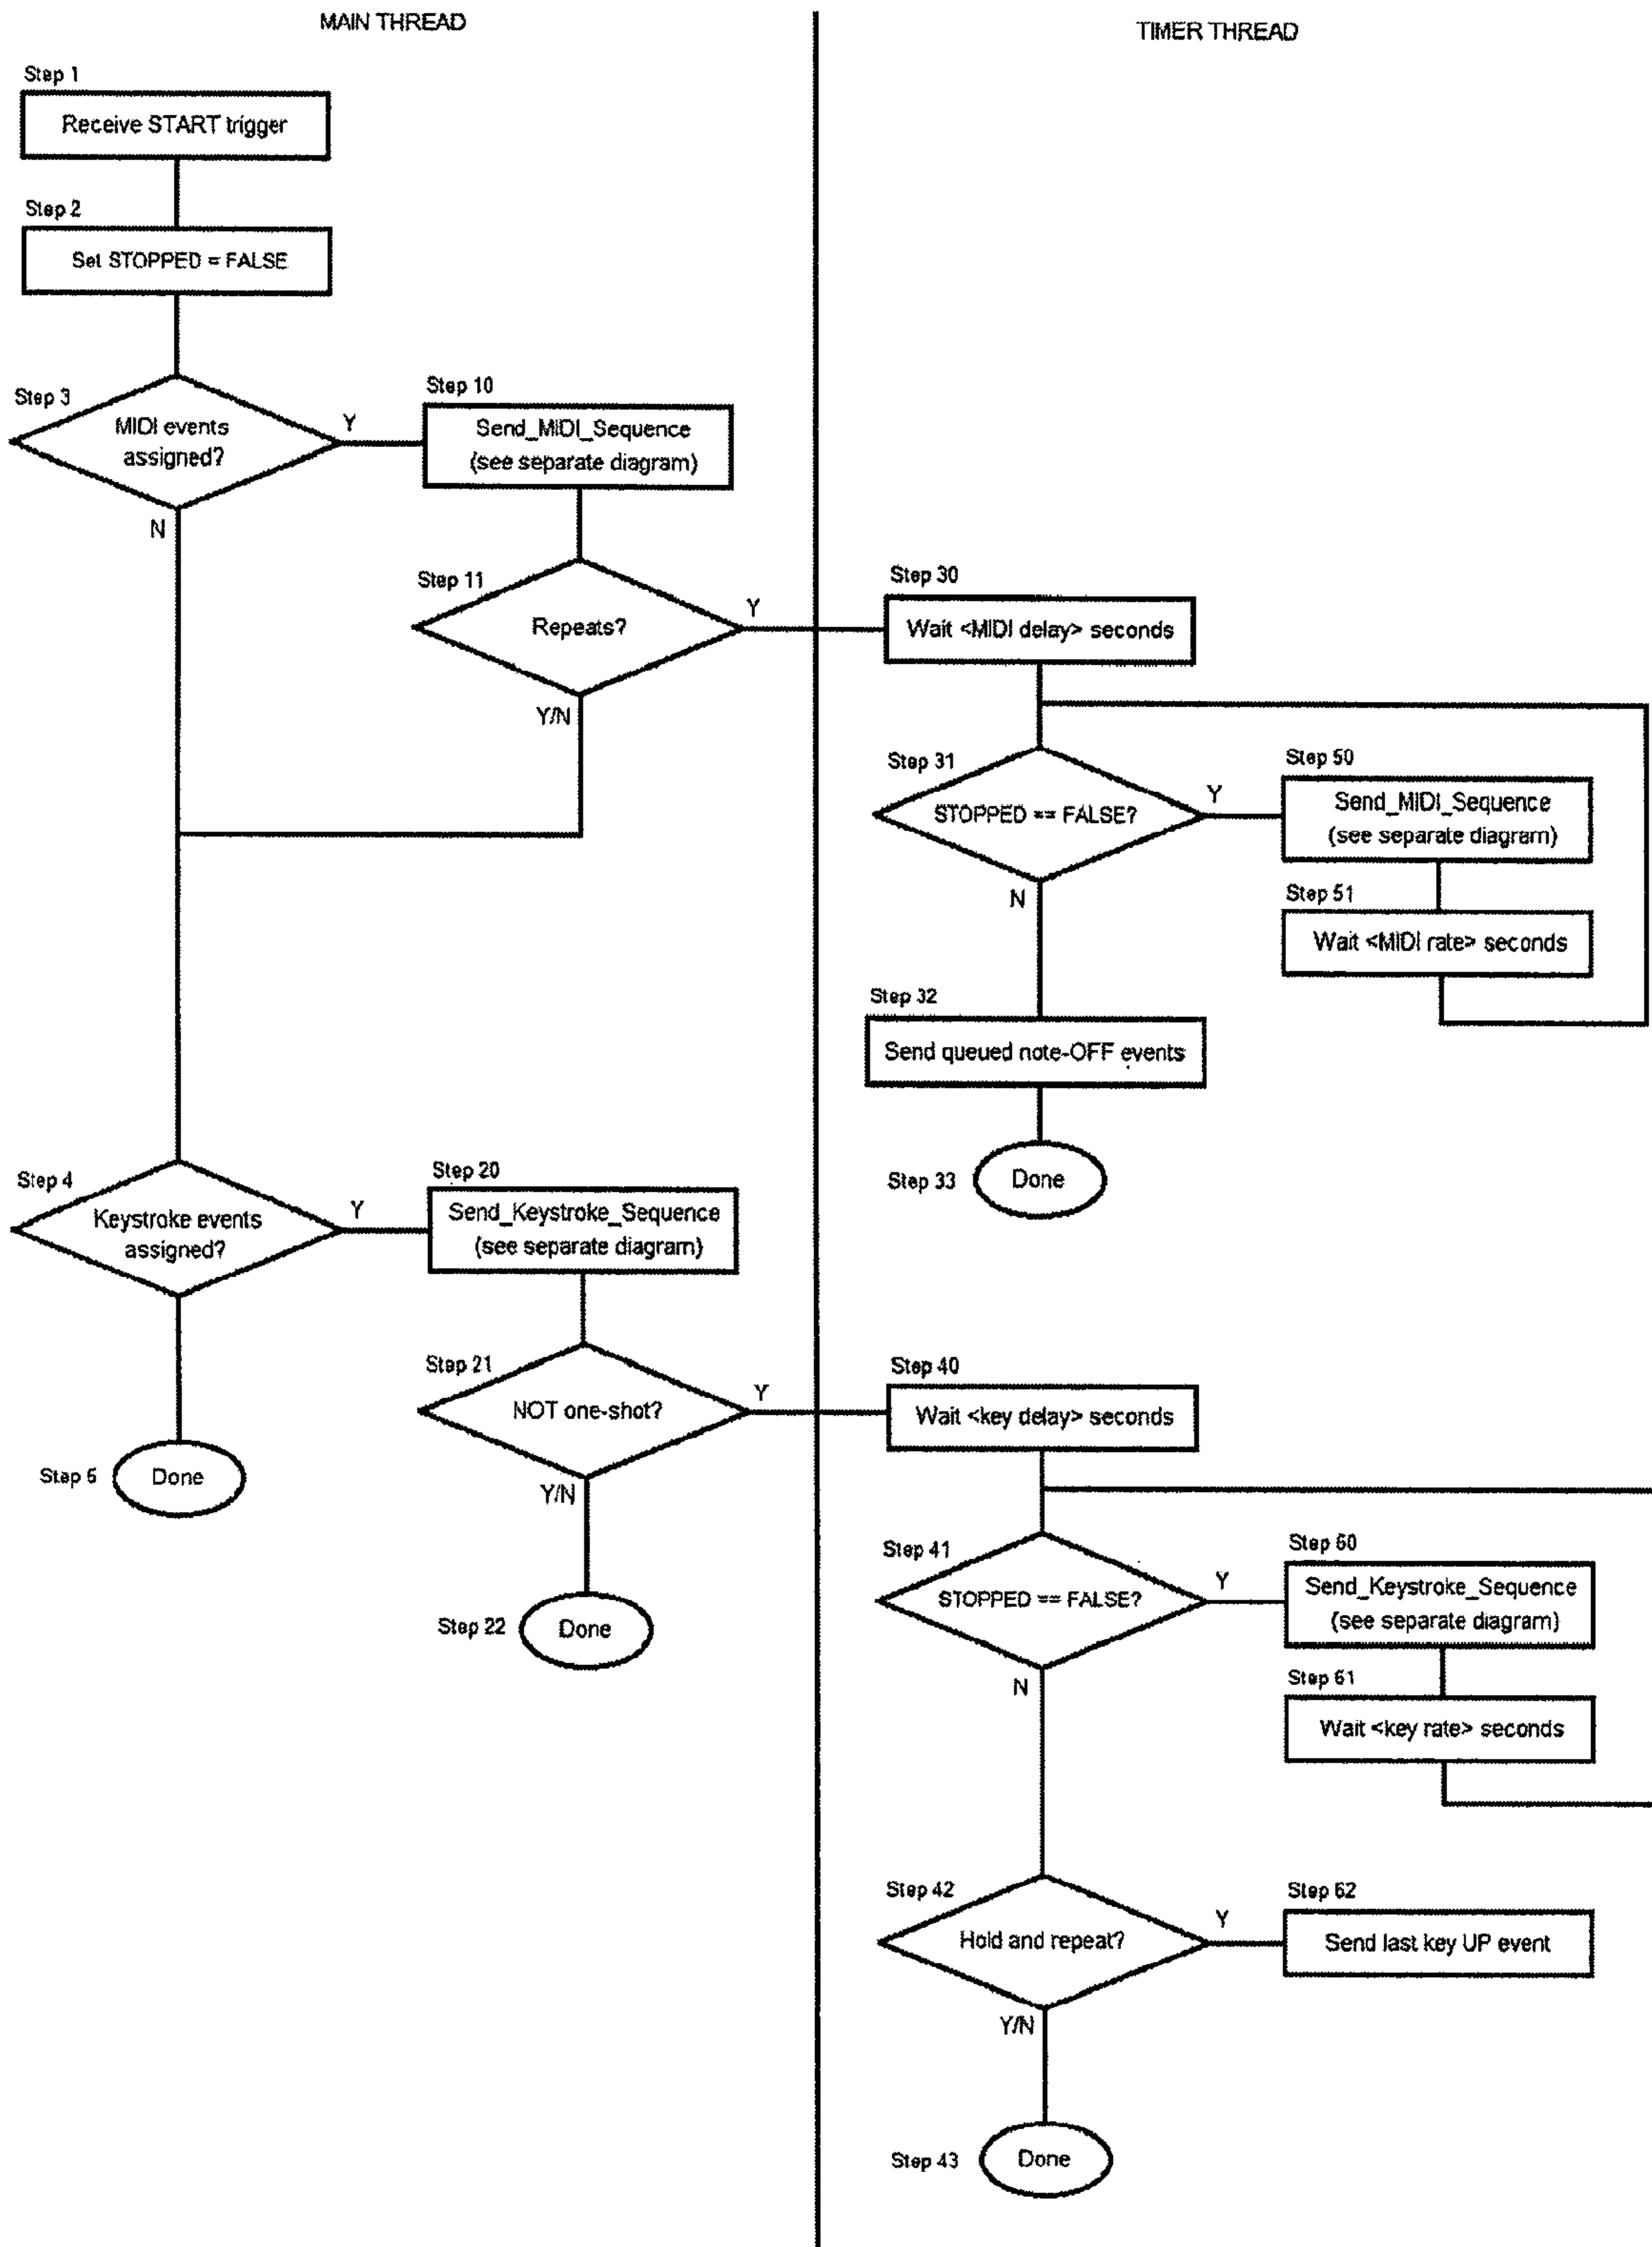 MAIN THREAD
TIMER THREAD
Step 1
Receive START trigger
Step 2
Set STOPPED = FALSE
Step 3
MIDI events
assigned?
Y
N
Step 10
Send_MIDI_Sequence
(see separate diagram)
Step 11
Repeats?
Y
Y/N
Step 30
Wait <MIDI delay> seconds
Step 31
STOPPED == FALSE?
Y
N
Step 50
Send_MIDI_Sequence
(see separate diagram)
Step 51
Wait <MIDI rate> seconds
Step 32
Send queued note-OFF events
Step 33
Done
Step 4
Keystroke events
assigned?
Y
Step 20
Send_Keystroke_Sequence
(see separate diagram)
Step 21
NOT one-shot?
Y
Y/N
Step 5
Done
Step 22
Done
Step 40
Wait <key delay> seconds
Step 41
STOPPED == FALSE?
Y
N
Step 60
Send_Keystroke_Sequence
(see separate diagram)
Step 61
Wait <key rate> seconds
Step 42
Hold and repeat?
Y
Y/N
Step 62
Send last key UP event
Step 43
Done